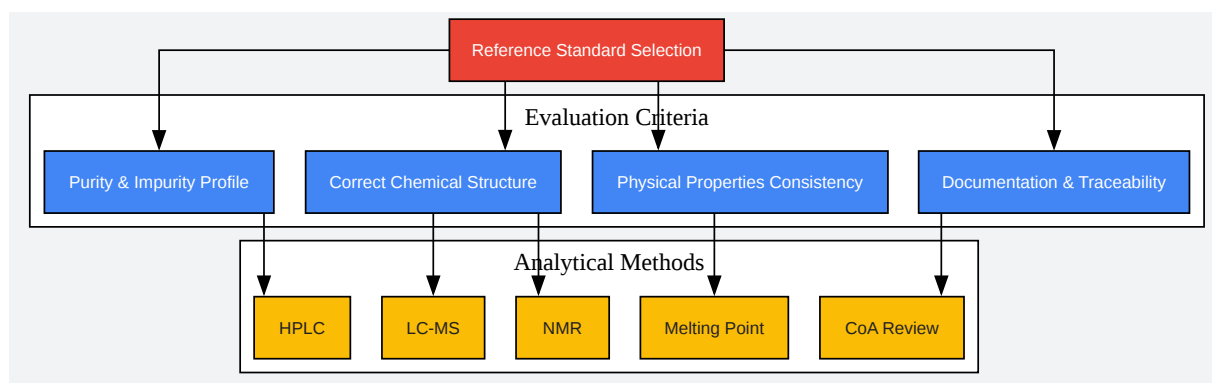 Reference Standard Selection
Evaluation Criteria
Purity & Impurity Profile
Correct Chemical Structure
Physical Properties Consistency
Documentation & Traceability
Analytical Methods
HPLC
LC-MS
NMR
Melting Point
CoA Review